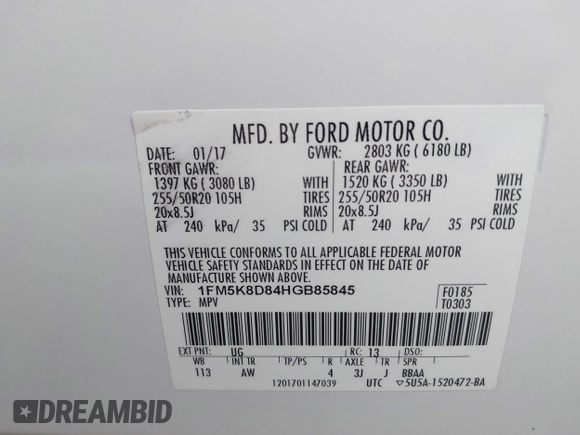 MFD. BY FORD MOTOR CO.
DATE: 01/17 GVWR: 2803 KG ( 6180 LB)
FRONT GAWR: REAR GAWR:
1397 KG ( 3080 LB) WITH 1520 KG ( 3350 LB) WITH
255/50R20 105H TIRES 255/50R20 105H TIRES
20x8.5J RIMS 20x8.5J RIMS
AT 240 kPa/ 35 PSI COLD AT 240 kPa/ 35 PSI COLD
THIS VEHICLE CONFORMS TO ALL APPLICABLE FEDERAL MOTOR
VEHICLE SAFETY STANDARDS IN EFFECT ON THE DATE OF
MANUFACTURE SHOWN ABOVE.
VIN: 1FM5K8D84HGB85845 F0185
TYPE: MPV T0303
EXT PNT: UG RC: 13 DSO:
WB INT TR TP/PS R AXLE TR SPR
113 AW 4 3J J BBAA
1201701147039 UTC ▽5U5A-1520472-BA
DREAMBID